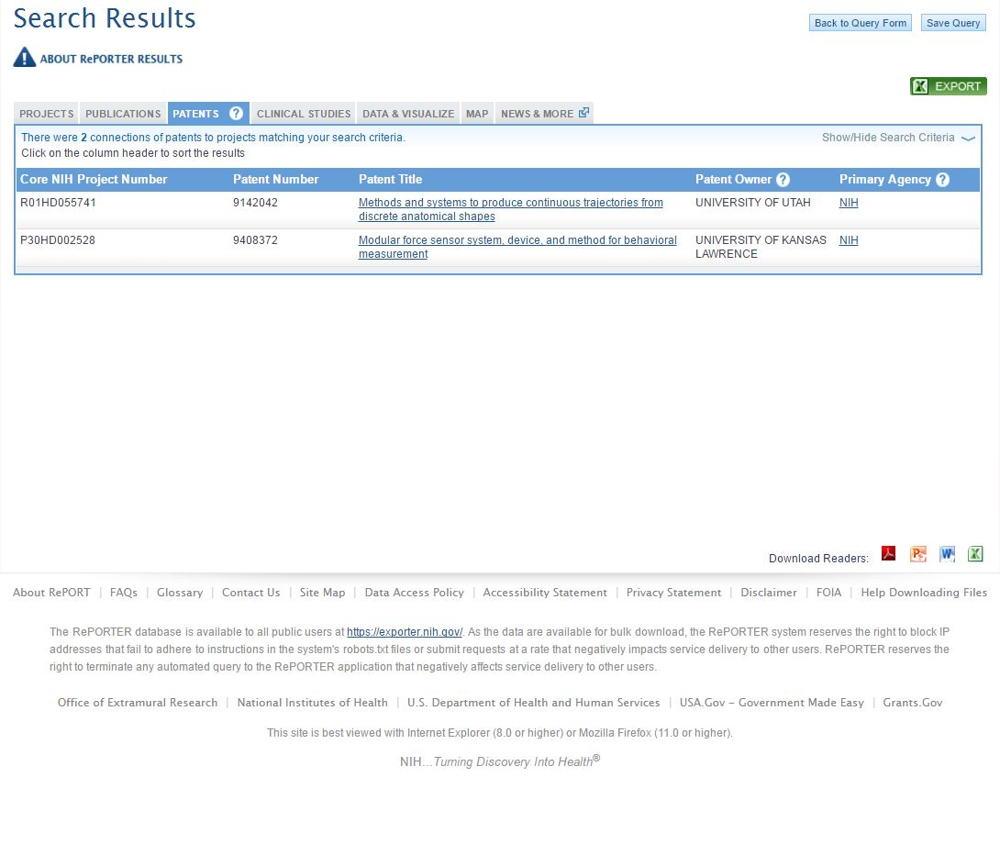 Search Results
Back to Query Form Save Query
ABOUT RePORTER RESULTS
EXPORT
PROJECTS PUBLICATIONS PATENTS ? CLINICAL STUDIES DATA & VISUALIZE MAP NEWS & MORE
There were 2 connections of patents to projects matching your search criteria. Show/Hide Search Criteria
Click on the column header to sort the results
Core NIH Project Number Patent Number Patent Title Patent Owner ? Primary Agency ?
R01HD055741 9142042 Methods and systems to produce continuous trajectories from UNIVERSITY OF UTAH NIH
discrete anatomical shapes
P30HD002528 9408372 Modular force sensor system, device, and method for behavioral UNIVERSITY OF KANSAS NIH
measurement LAWRENCE
Download Readers:
About RePORT | FAQs | Glossary | Contact Us | Site Map | Data Access Policy | Accessibility Statement | Privacy Statement | Disclaimer | FOIA | Help Downloading Files
The RePORTER database is available to all public users at https://exporter.nih.gov/. As the data are available for bulk download, the RePORTER system reserves the right to block IP
addresses that fail to adhere to instructions in the system's robots.txt files or submit requests at a rate that negatively impacts service delivery to other users. RePORTER reserves the
right to terminate any automated query to the RePORTER application that negatively affects service delivery to other users.
Office of Extramural Research | National Institutes of Health | U.S. Department of Health and Human Services | USA.Gov – Government Made Easy | Grants.Gov
This site is best viewed with Internet Explorer (8.0 or higher) or Mozilla Firefox (11.0 or higher).
NIH...Turning Discovery Into Health®